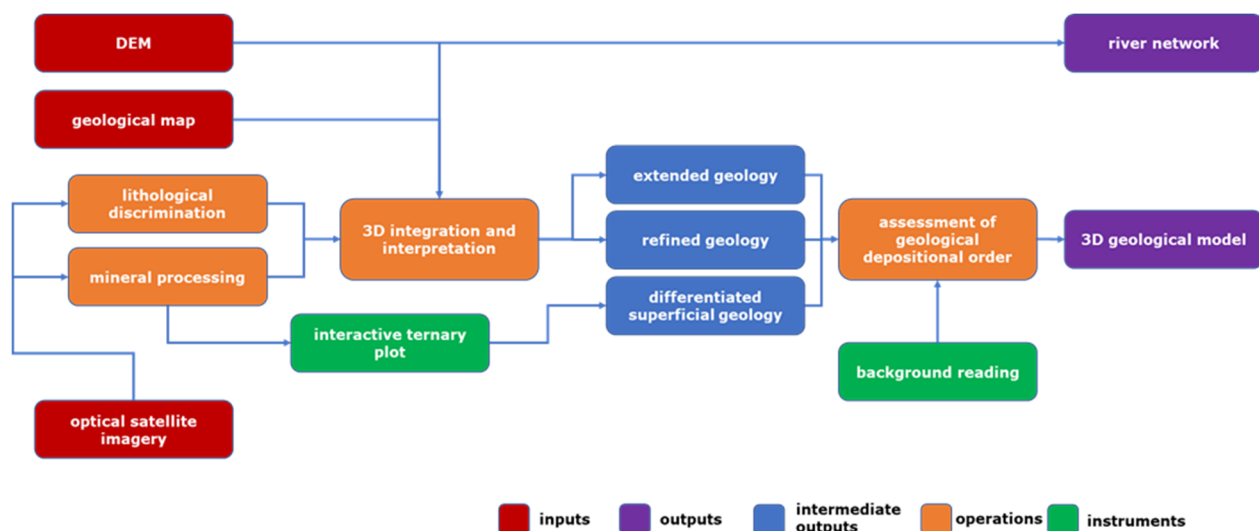 DEM
river network
geological map
lithological
discrimination
extended geology
3D integration and
interpretation
refined geology
assessment of
geological
depositional order
3D geological model
mineral processing
differentiated
superficial geology
interactive ternary
plot
background reading
optical satellite
imagery
inputs
outputs
intermediate
outputs
operations
instruments